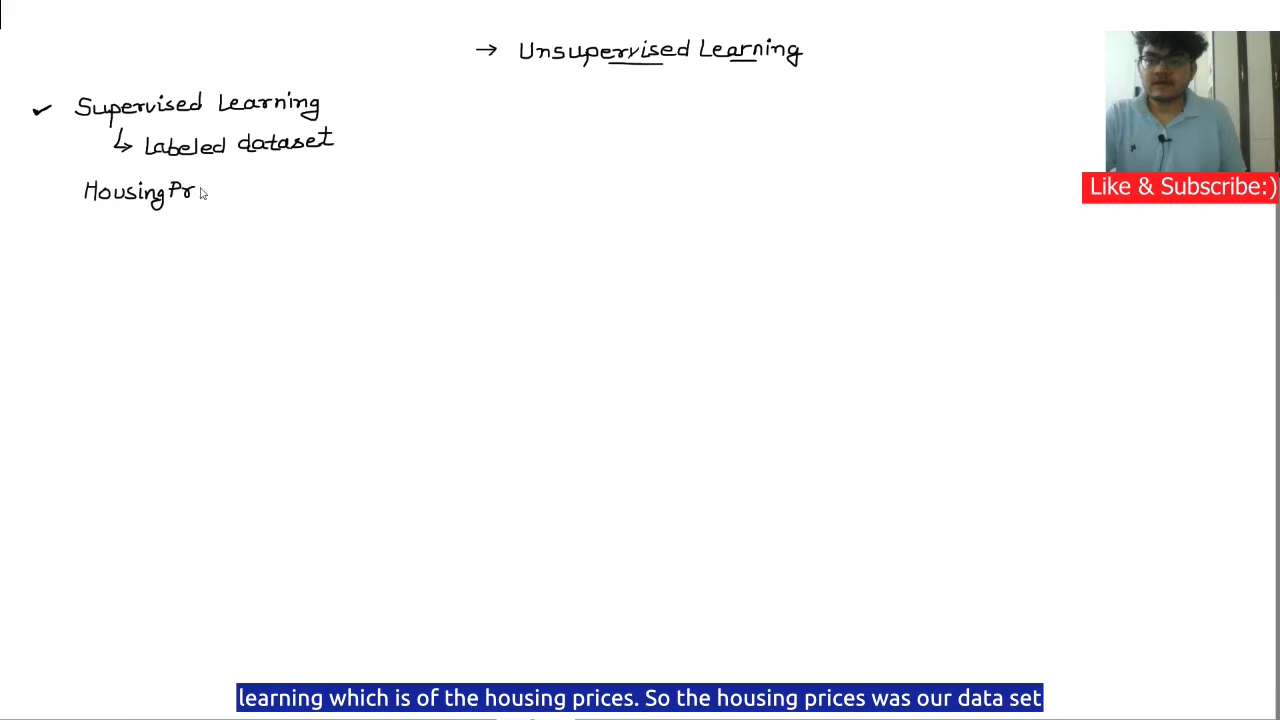 → Unsupervised Learning
✓ Supervised Learning
↳ Labeled dataset
Housing Pr
Like & Subscribe:)
learning which is of the housing prices. So the housing prices was our data set